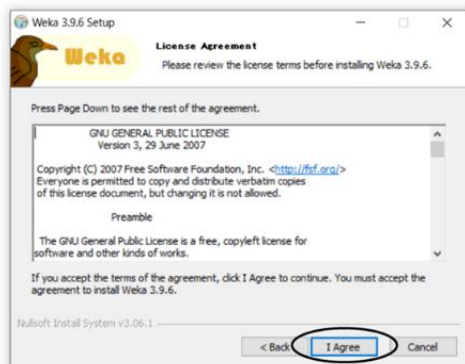 Weka 3.9.6 Setup
Weka
License Agreement
Please review the license terms before installing Weka 3.9.6.
Press Page Down to see the rest of the agreement.
GNU GENERAL PUBLIC LICENSE
Version 3, 29 June 2007
Copyright (C) 2007 Free Software Foundation, Inc. <http://fsf.org/>
Everyone is permitted to copy and distribute verbatim copies
of this license document, but changing it is not allowed.
Preamble
The GNU General Public License is a free, copyleft license for
software and other kinds of works.
If you accept the terms of the agreement, click I Agree to continue. You must accept the
agreement to install Weka 3.9.6.
Nullsoft Install System v3.06.1
< Back I Agree Cancel